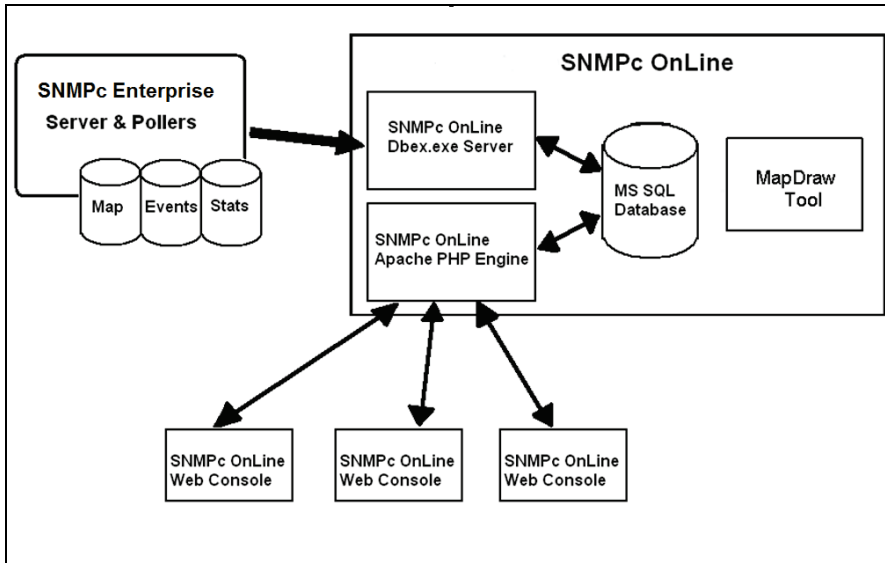 SNMPc Enterprise
Server & Pollers
Map
Events
Stats
SNMPc OnLine
SNMPc OnLine
Dbex.exe Server
SNMPc OnLine
Apache PHP Engine
MS SQL
Database
MapDraw
Tool
SNMPc OnLine
Web Console
SNMPc OnLine
Web Console
SNMPc OnLine
Web Console